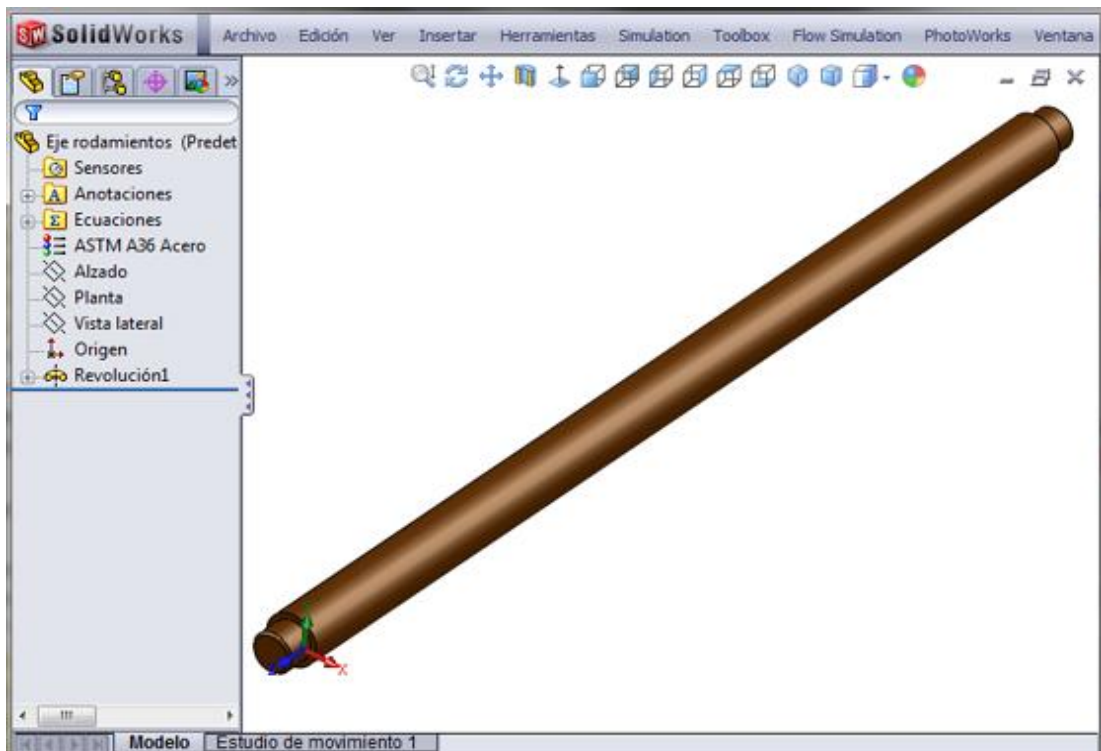 SolidWorks Archivo Edición Ver Insertar Herramientas Simulation Toolbox Flow Simulation PhotoWorks Ventana
Eje rodamientos (Predet
Sensores
Anotaciones
Ecuaciones
ASTM A36 Acero
Alzado
Planta
Vista lateral
Origen
Revolución1
X
Modelo Estudio de movimiento 1